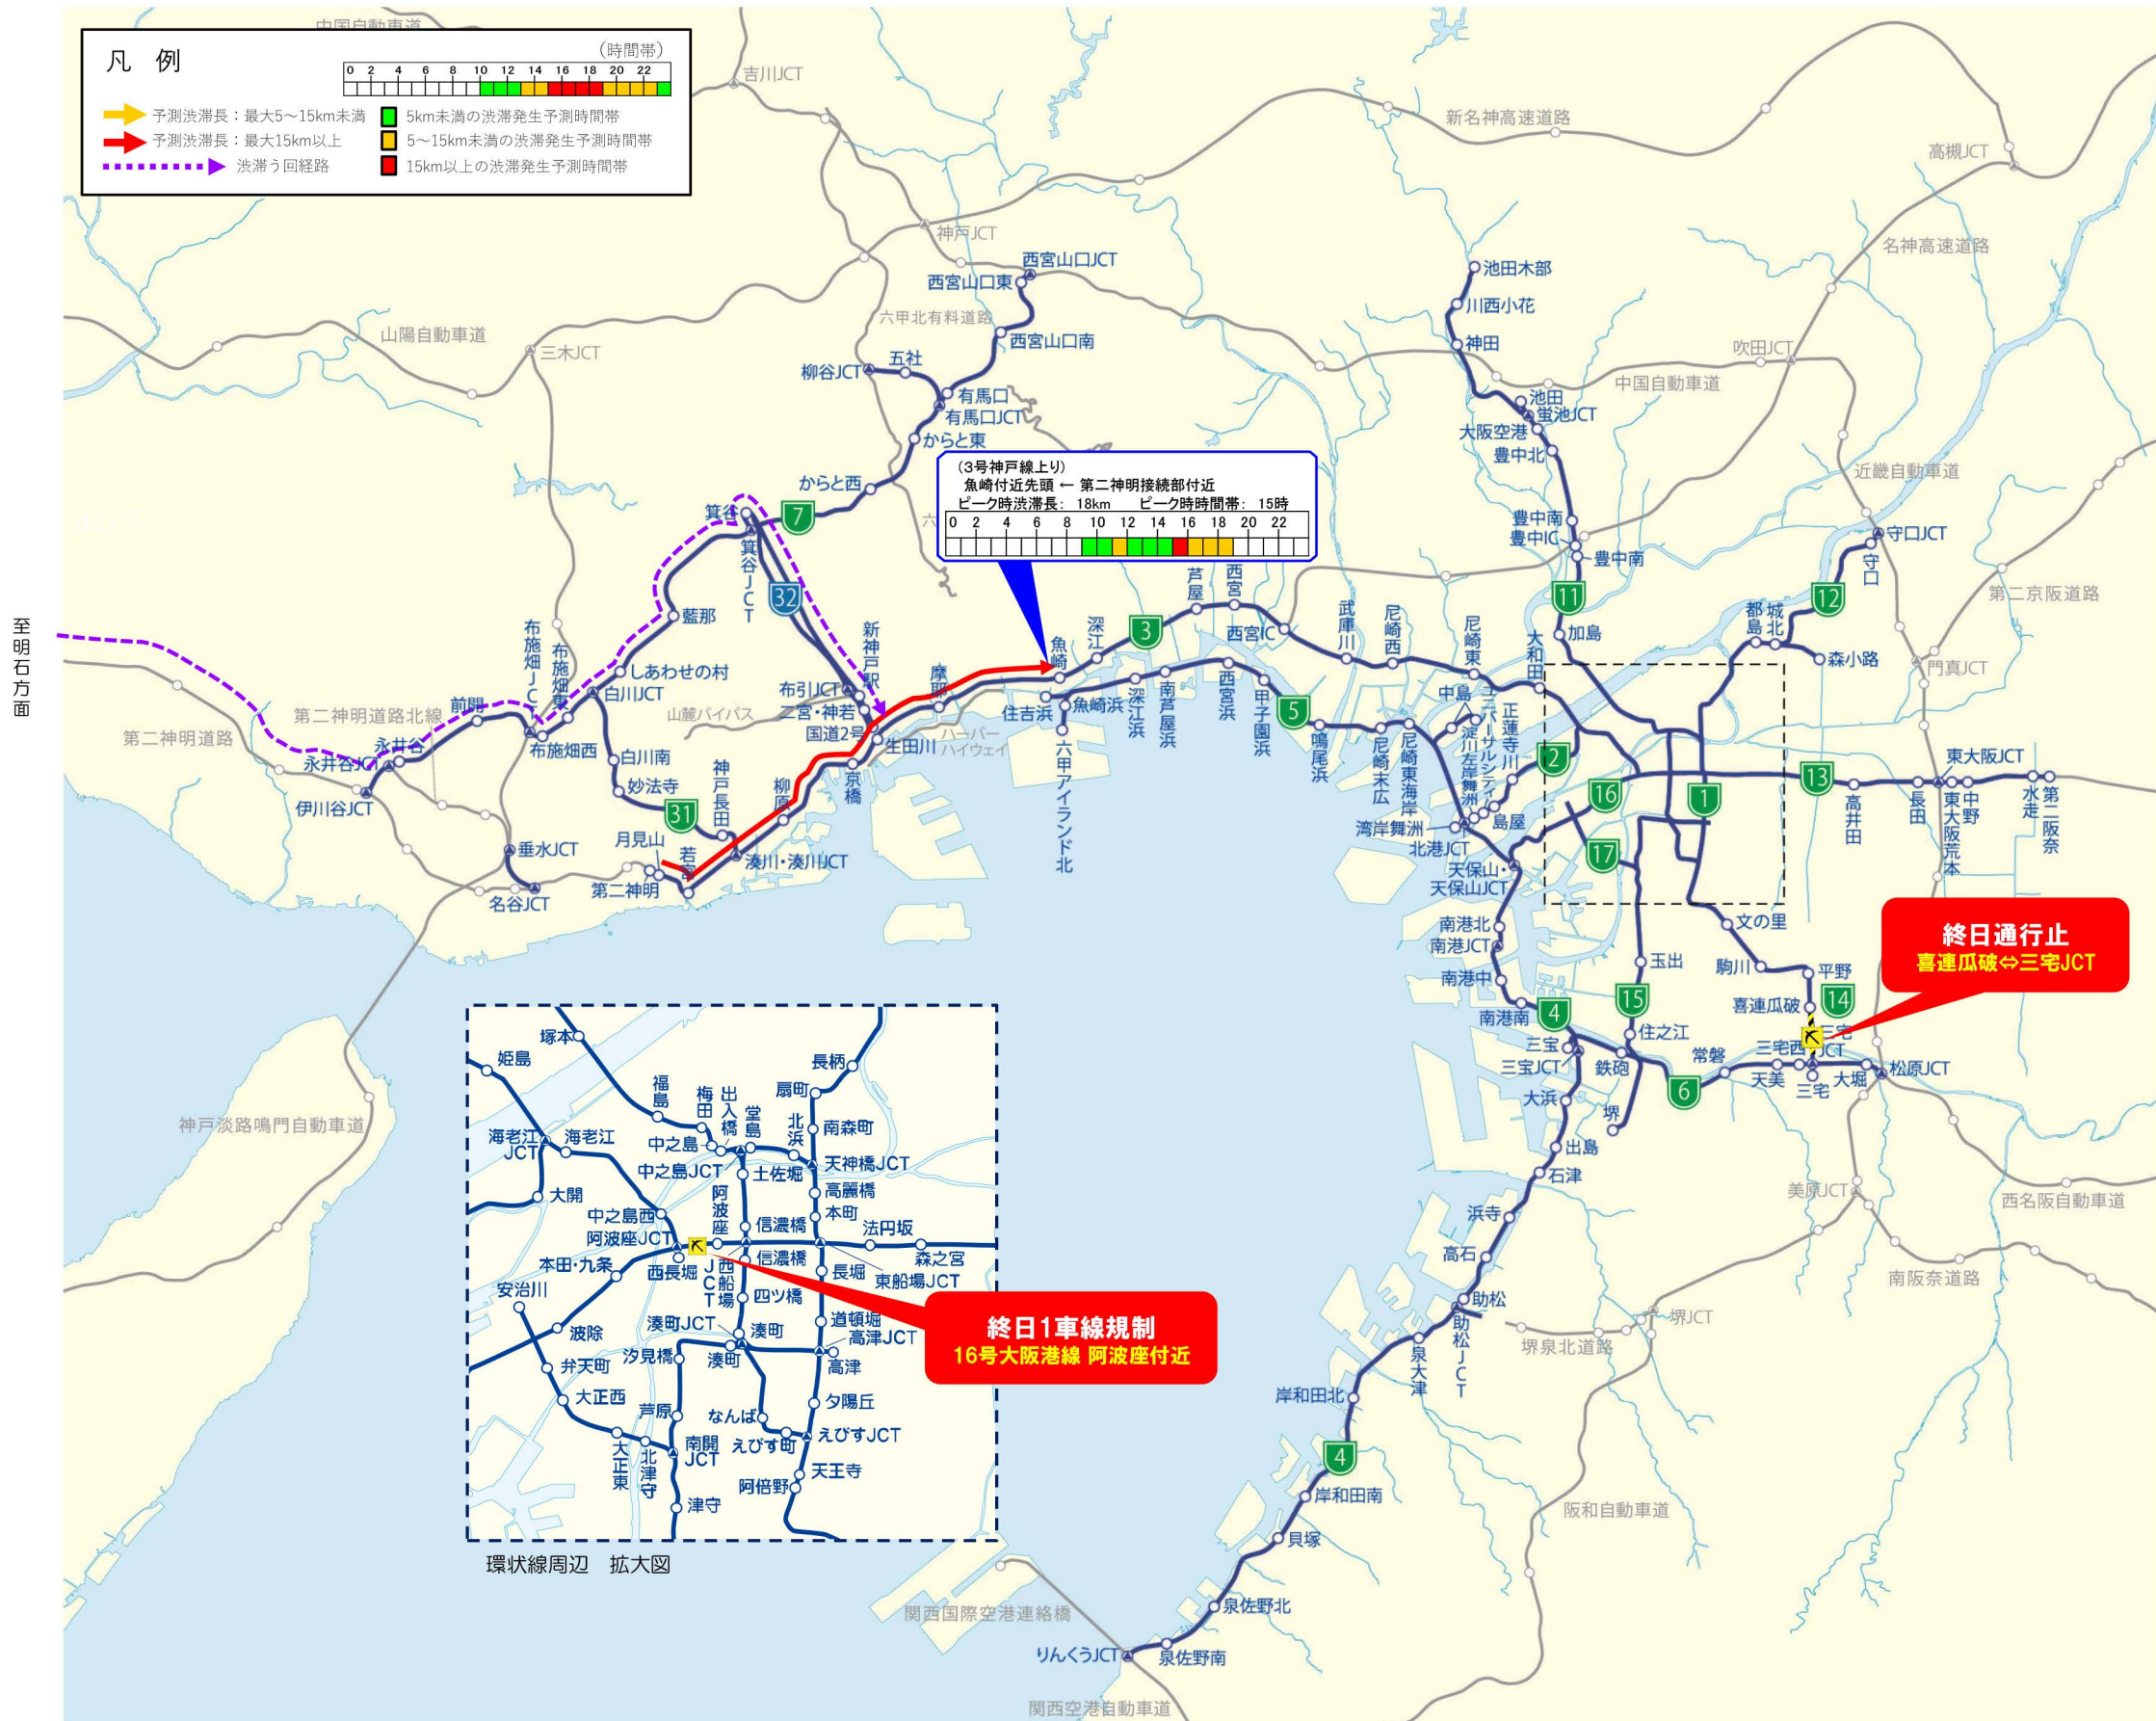 中国自動車道
凡 例
（時間帯）
0 2 4 6 8 10 12 14 16 18 20 22
予測渋滞長：最大5～15km未満
5km未満の渋滞発生予測時間帯
予測渋滞長：最大15km以上
5～15km未満の渋滞発生予測時間帯
渋滞う回経路
15km以上の渋滞発生予測時間帯
吉川JCT
新名神高速道路
高槻JCT
神戸JCT
名神高速道路
西宮山口JCT
西宮山口東
池田木部
川西小花
六甲北有料道路
山陽自動車道
三木JCT
西宮山口南
神田
吹田JCT
柳谷JCT
五社
中国自動車道
有馬口
有馬口JCT
池田
蛍池JCT
からと東
大阪空港
豊中北
近畿自動車道
からと西
（3号神戸線上り）
魚崎付近先頭 ← 第二神明接続部付近
ピーク時渋滞長： 18km ピーク時時間帯： 15時
0 2 4 6 8 10 12 14 16 18 20 22
箕谷
7
六
豊中南
豊中IC
豊中南
守口JCT
守口
箕谷JCT
32
芦屋
西宮
11
12
第二京阪道路
至明石方面
藍那
布施畑JCT
布施畑東
新神戸駅
深江
3
魚崎
西宮IC
武庫川
尼崎西
尼崎東
大和田
加島
都島
城北
森小路
門真JCT
しあわせの村
白川JCT
布引JCT
摩耶
前開
第二神明道路北線
第二神明道路
永井谷
永井谷JCT
伊川谷JCT
布施畑西
山麓バイパス
二宮・神若
国道2号
生田川
ハーバーハイウェイ
住吉浜
魚崎浜
六甲アイランド北
深江浜
南芦屋浜
西宮浜
甲子園浜
5
鳴尾浜
尼崎末広
尼崎東海岸
中島
ユニバーサルシティ
淀川左岸舞洲
正蓮寺川
2
白川南
妙法寺
神戸長田
柳原
京橋
31
月見山
若宮
湊川・湊川JCT
第二神明
垂水JCT
名谷JCT
湾岸舞洲
北港JCT
島屋
天保山・
天保山JCT
16
17
1
13
高井田
長田
東大阪JCT
東大阪荒本
中野
水走
第二阪奈
南港北
南港JCT
南港中
南港南
4
玉出
15
住之江
文の里
駒川
平野
喜連瓜破
14
終日通行止
喜連瓜破⇔三宅JCT
三宅JCT
三宝
三宝JCT
鉄砲
常磐
三宅西
天美
三宅
大堀
松原JCT
6
大浜
堺
出島
石津
浜寺
高石
助松
助松JCT
泉大津
美原JCT
西名阪自動車道
南阪奈道路
堺JCT
堺泉北道路
岸和田北
4
岸和田南
阪和自動車道
貝塚
泉佐野北
泉佐野南
りんくうJCT
関西国際空港連絡橋
関西空港自動車道
神戸淡路鳴門自動車道
塚本
姫島
福島
梅田
出入橋
堂島
長柄
扇町
北浜
南森町
海老江JCT
海老江
中之島
中之島JCT
土佐堀
天神橋JCT
大開
高麗橋
中之島西
阿波座
信濃橋
本町
法円坂
阿波座JCT
本田・九条
西長堀
西船場JCT
信濃橋
森之宮
長堀
東船場JCT
安治川
四ツ橋
波除
湊町JCT
湊町
道頓堀
高津JCT
終日1車線規制
16号大阪港線 阿波座付近
汐見橋
湊町
高津
弁天町
大正西
芦原
なんば
夕陽丘
大正東
北津守
南開JCT
えびす町
えびすJCT
天王寺
阿倍野
津守
環状線周辺 拡大図